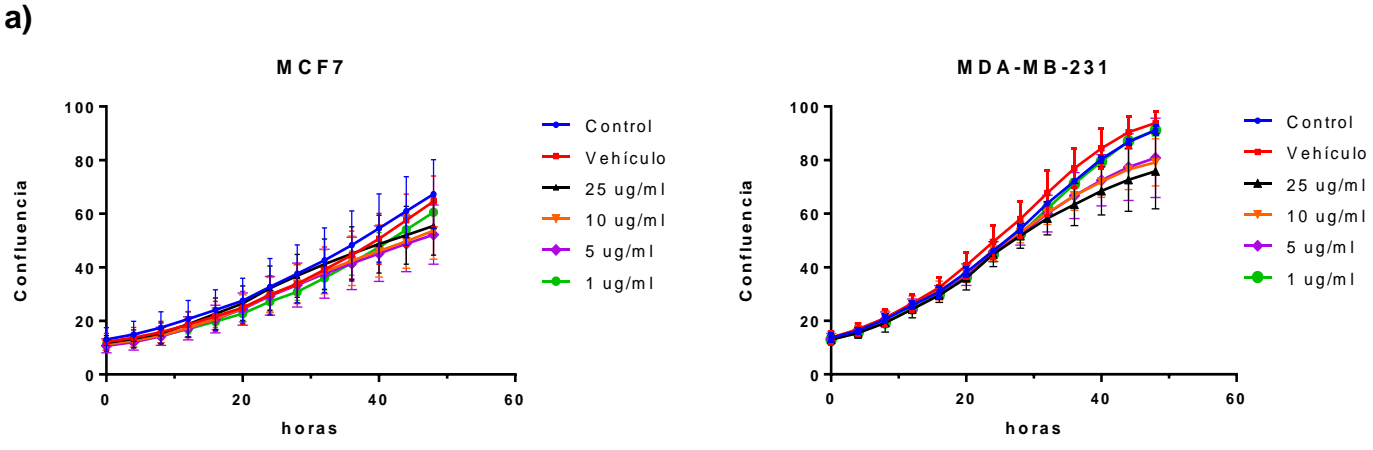 a)
MCF7
100
80
60
40
20
0
0 20 40 60
Confluencia
horas
Control
Vehículo
25 ug/ml
10 ug/ml
5 ug/ml
1 ug/ml
MDA-MB-231
100
80
60
40
20
0
0 20 40 60
Confluencia
horas
Control
Vehículo
25 ug/ml
10 ug/ml
5 ug/ml
1 ug/ml